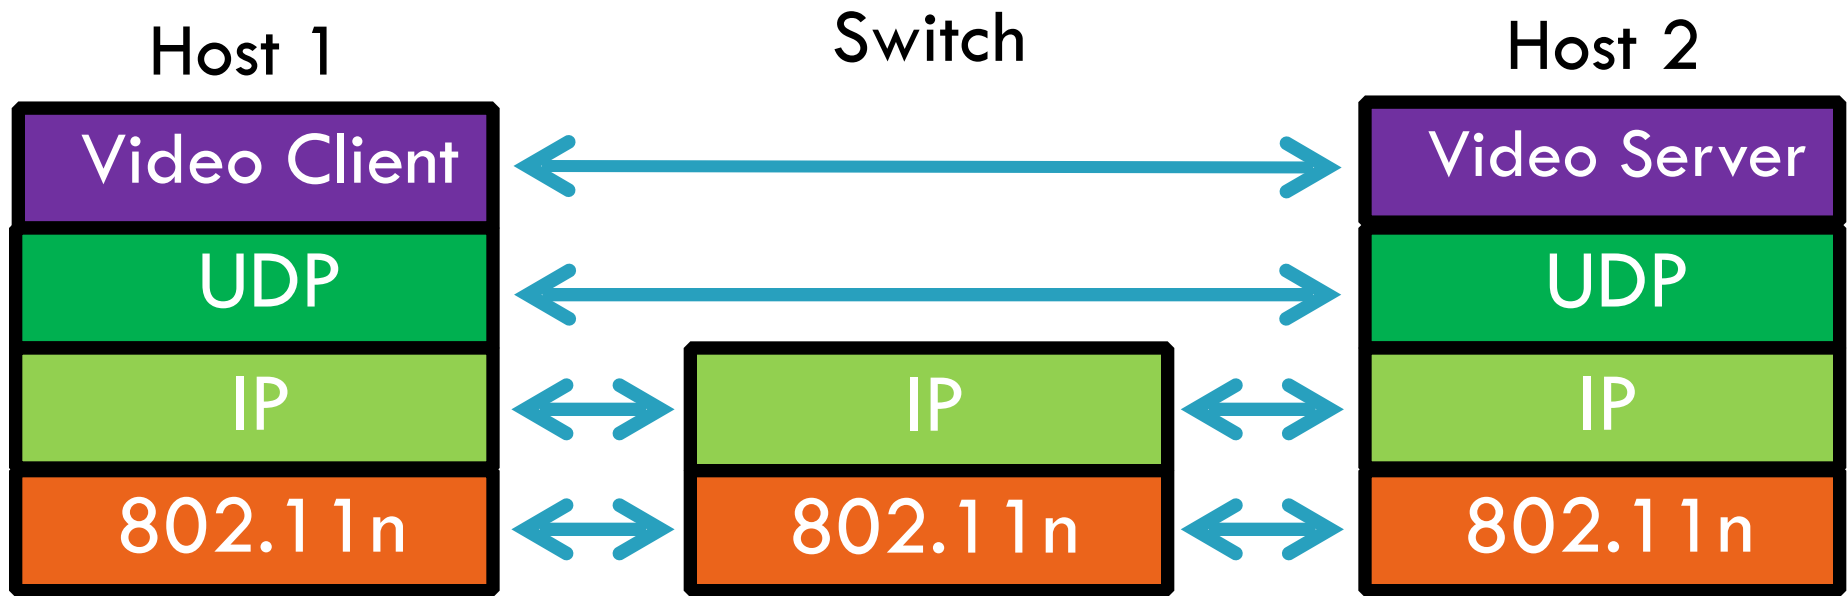 Host 1
Switch
Host 2
Video Client
Video Server
UDP
UDP
IP
IP
IP
802.11n
802.11n
802.11n